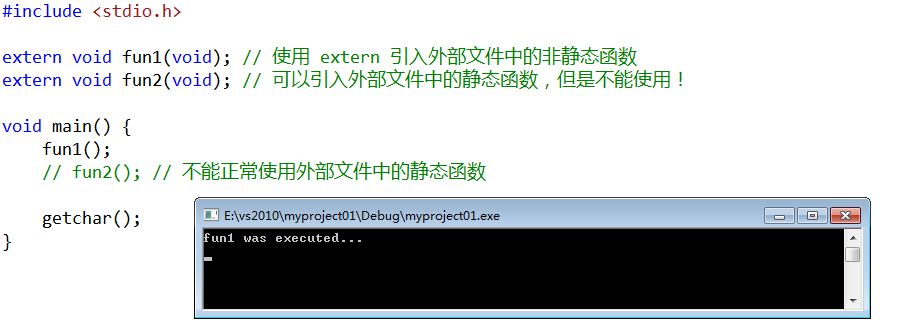 #include <stdio.h>
extern void fun1(void); // 使用 extern 引入外部文件中的非静态函数
extern void fun2(void); // 可以引入外部文件中的静态函数，但是不能使用！
void main() {
    fun1();
    // fun2(); // 不能正常使用外部文件中的静态函数
    getchar();
}
E:\vs2010\myproject01\Debug\myproject01.exe
fun1 was executed...